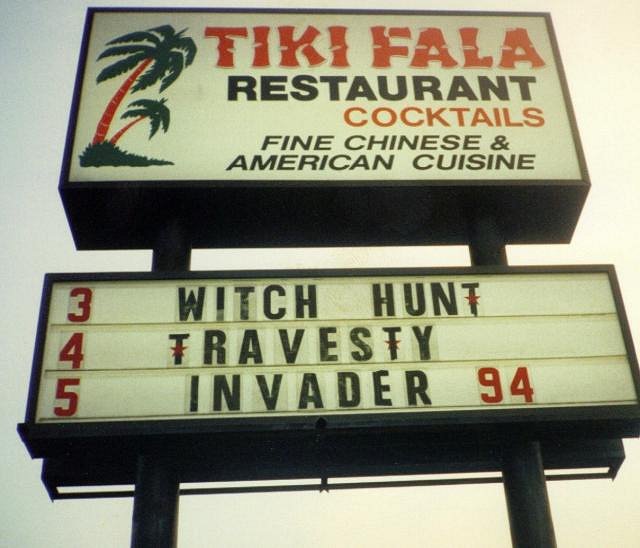 TIKI FALA
RESTAURANT
COCKTAILS
FINE CHINESE &
AMERICAN CUISINE
3 WITCH HUNT
4 TRAVESTY
5 INVADER 94